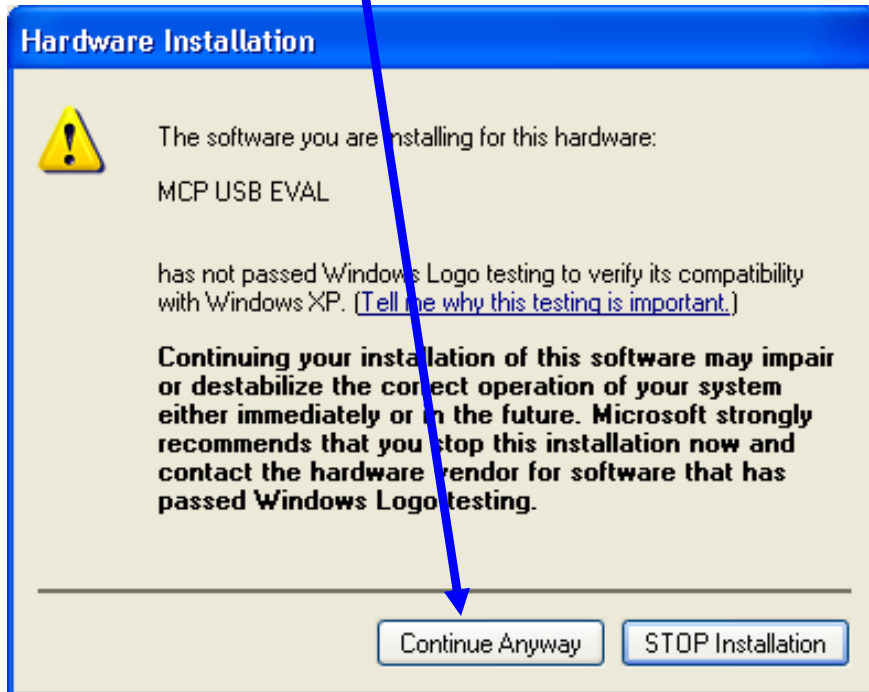 Hardware Installation
The software you are installing for this hardware:
MCP USB EVAL
has not passed Windows Logo testing to verify its compatibility
with Windows XP. (Tell me why this testing is important.)
Continuing your installation of this software may impair
or destabilize the correct operation of your system
either immediately or in the future. Microsoft strongly
recommends that you stop this installation now and
contact the hardware vendor for software that has
passed Windows Logo testing.
Continue Anyway
STOP Installation